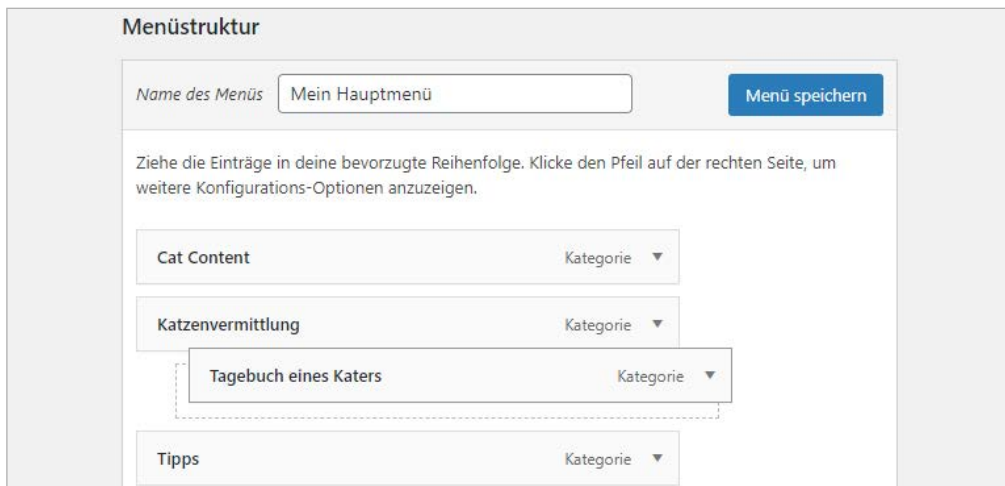 Menüstruktur
Name des Menüs Mein Hauptmenü Menü speichern
Ziehe die Einträge in deine bevorzugte Reihenfolge. Klicke den Pfeil auf der rechten Seite, um
weitere Konfigurations-Optionen anzuzeigen.
Cat Content Kategorie
Katzenvermittlung Kategorie
Tagebuch eines Katers Kategorie
Tipps Kategorie